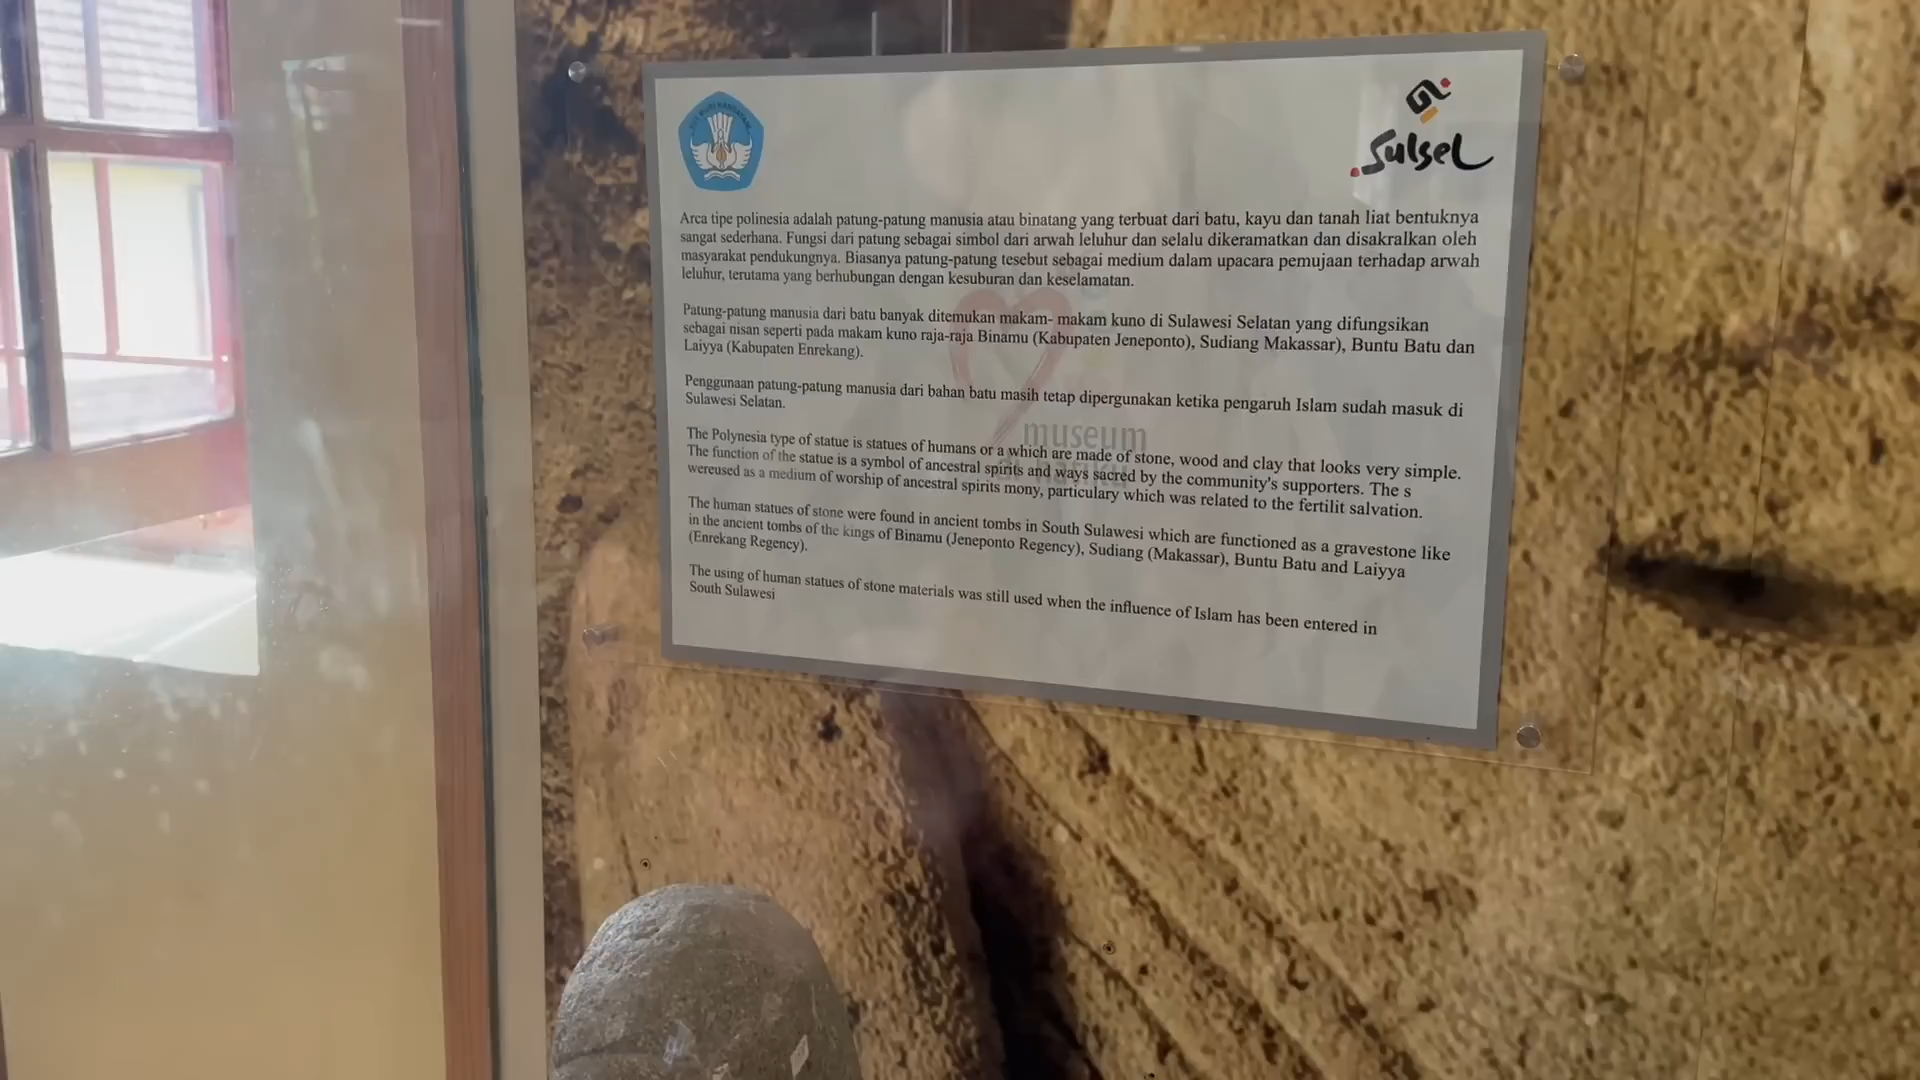 TUT WURI HANDAYANI
Sulsel
Arca tipe polinesia adalah patung-patung manusia atau binatang yang terbuat dari batu, kayu dan tanah liat bentuknya
sangat sederhana. Fungsi dari patung sebagai simbol dari arwah leluhur dan selalu dikeramatkan dan disakralkan oleh
masyarakat pendukungnya. Biasanya patung-patung tesebut sebagai medium dalam upacara pemujaan terhadap arwah
leluhur, terutama yang berhubungan dengan kesuburan dan keselamatan.
Patung-patung manusia dari batu banyak ditemukan makam- makam kuno di Sulawesi Selatan yang difungsikan
sebagai nisan seperti pada makam kuno raja-raja Binamu (Kabupaten Jeneponto), Sudiang Makassar), Buntu Batu dan
Laiyya (Kabupaten Enrekang).
Penggunaan patung-patung manusia dari bahan batu masih tetap dipergunakan ketika pengaruh Islam sudah masuk di
Sulawesi Selatan.
The Polynesia type of statue is statues of humans or a which are made of stone, wood and clay that looks very simple.
The function of the statue is a symbol of ancestral spirits and ways sacred by the community's supporters. The s
wereused as a medium of worship of ancestral spirits mony, particulary which was related to the fertilit salvation.
The human statues of stone were found in ancient tombs in South Sulawesi which are functioned as a gravestone like
in the ancient tombs of the kings of Binamu (Jeneponto Regency), Sudiang (Makassar), Buntu Batu and Laiyya
(Enrekang Regency).
The using of human statues of stone materials was still used when the influence of Islam has been entered in
South Sulawesi
museum
di hatiku